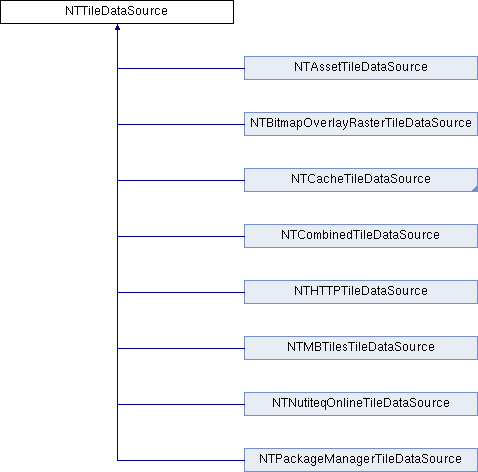 NTTileDataSource
NTAssetTileDataSource
NTBitmapOverlayRasterTileDataSource
NTCacheTileDataSource
NTCombinedTileDataSource
NTHTTPTileDataSource
NTMBTilesTileDataSource
NTNutiteqOnlineTileDataSource
NTPackageManagerTileDataSource